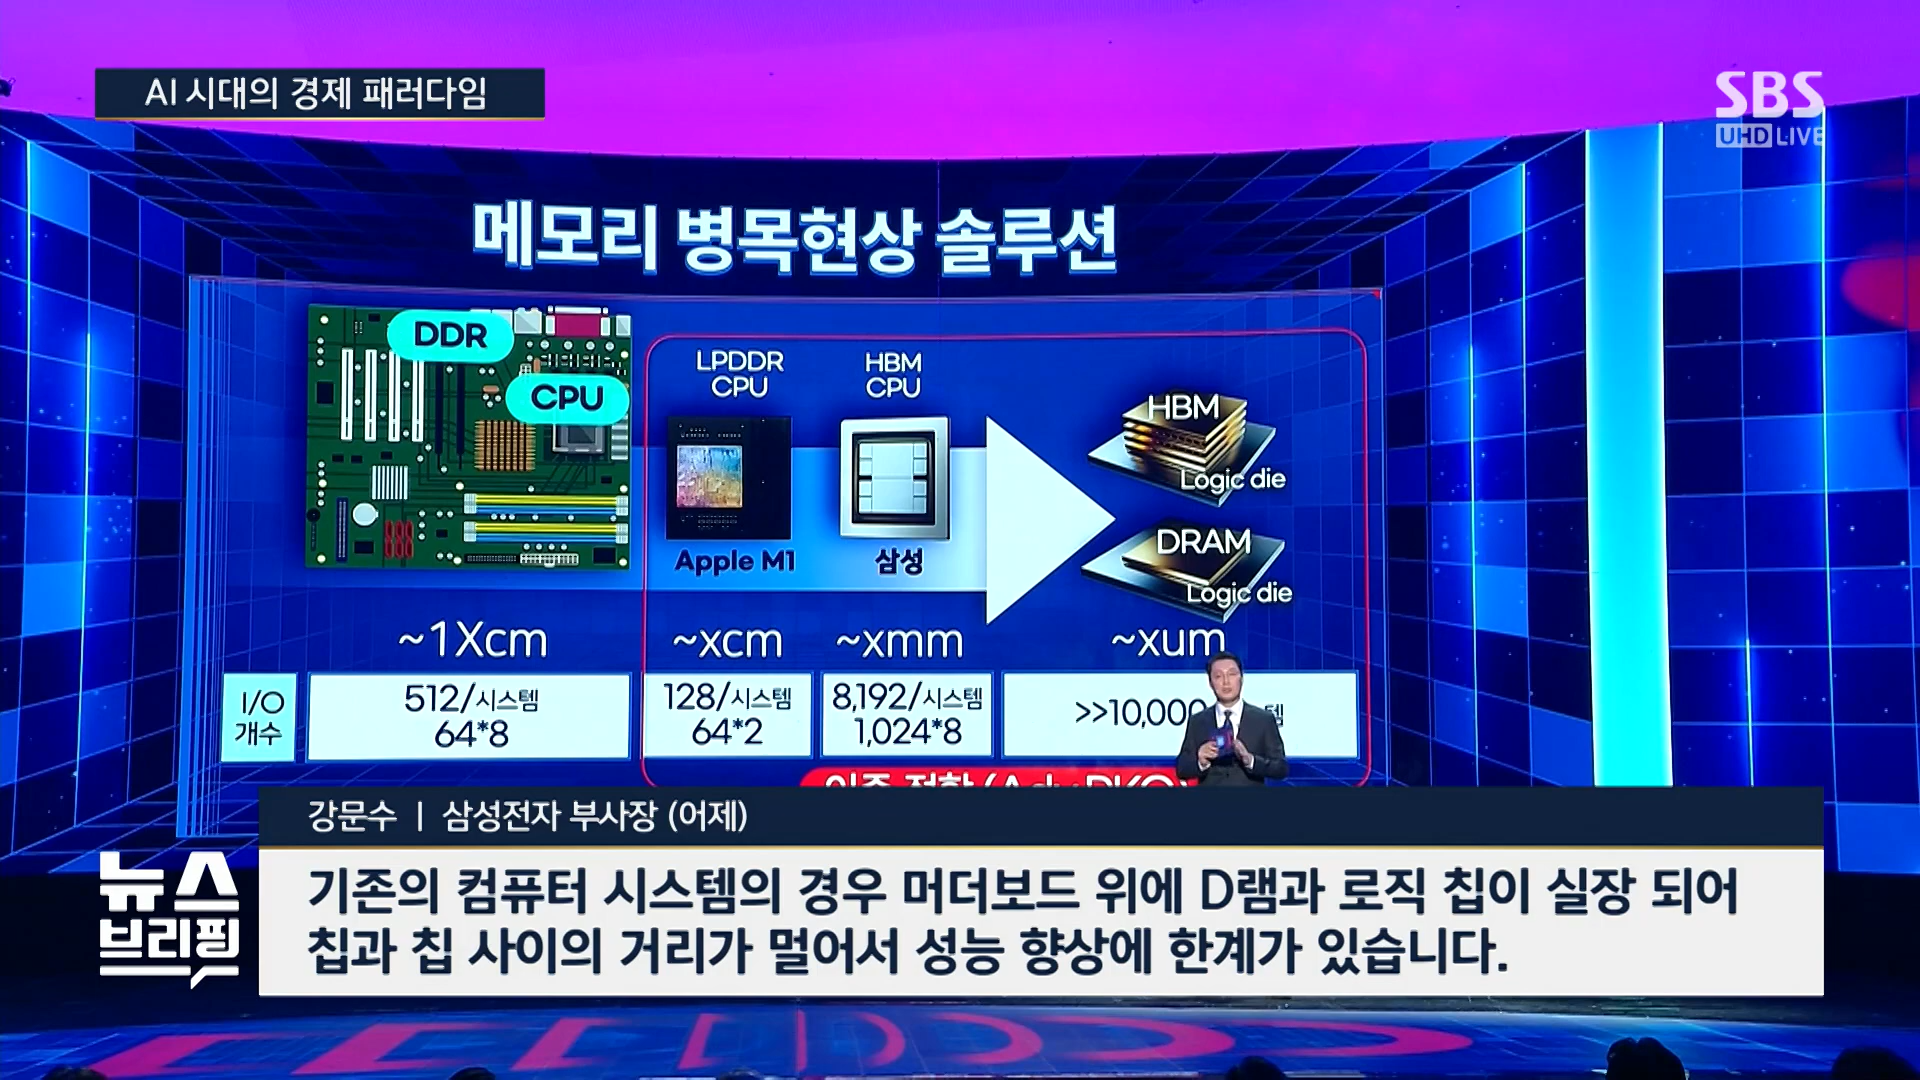 AI 시대의 경제 패러다임
SBS
UHD LIVE
메모리 병목현상 솔루션
DDR
CPU
LPDDR
CPU
HBM
CPU
Apple M1
삼성
HBM
Logic die
DRAM
Logic die
~1Xcm
~xcm
~xmm
~xum
I/O
개수
512/시스템
64*8
128/시스템
64*2
8,192/시스템
1,024*8
>>10,000
강문수 | 삼성전자 부사장 (어제)
뉴스
브리핑
기존의 컴퓨터 시스템의 경우 머더보드 위에 D램과 로직 칩이 실장 되어
칩과 칩 사이의 거리가 멀어서 성능 향상에 한계가 있습니다.